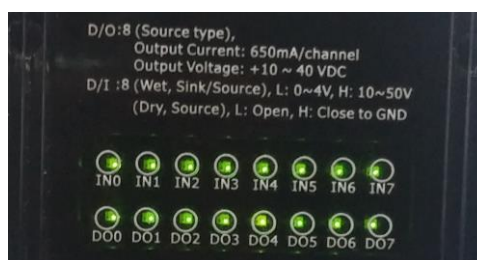 D/O:8 (Source type),
Output Current: 650mA/channel
Output Voltage: +10 ~ 40 VDC
D/I :8 (Wet, Sink/Source), L: 0~4V, H: 10~50V
(Dry, Source), L: Open, H: Close to GND
IN0 IN1 IN2 IN3 IN4 IN5 IN6 IN7
DO0 DO1 DO2 DO3 DO4 DO5 DO6 DO7